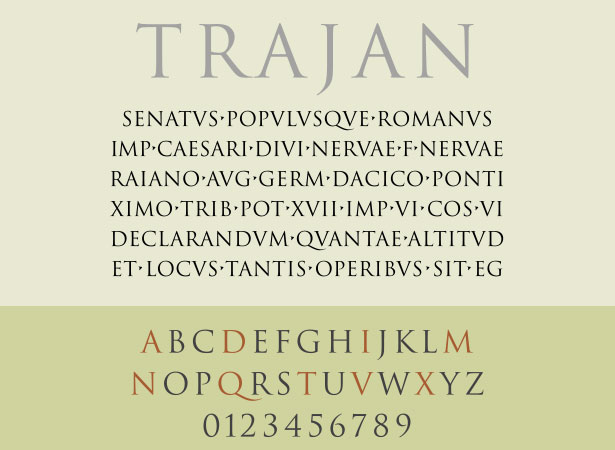 TRAJAN
SENATVS·POPVLVSQVE·ROMANVS
IMP·CAESARI·DIVI·NERVAE·F·NERVAE
RAIANO·AVG·GERM·DACICO·PONTI
XIMO·TRIB·POT·XVII·IMP·VI·COS·VI
DECLARANDVM·QVANTAE·ALTITVD
ET·LOCVS·TANTIS·OPERIBVS·SIT·EG
ABCDEFGHIJKLM
NOPQRSTUVWXYZ
0123456789